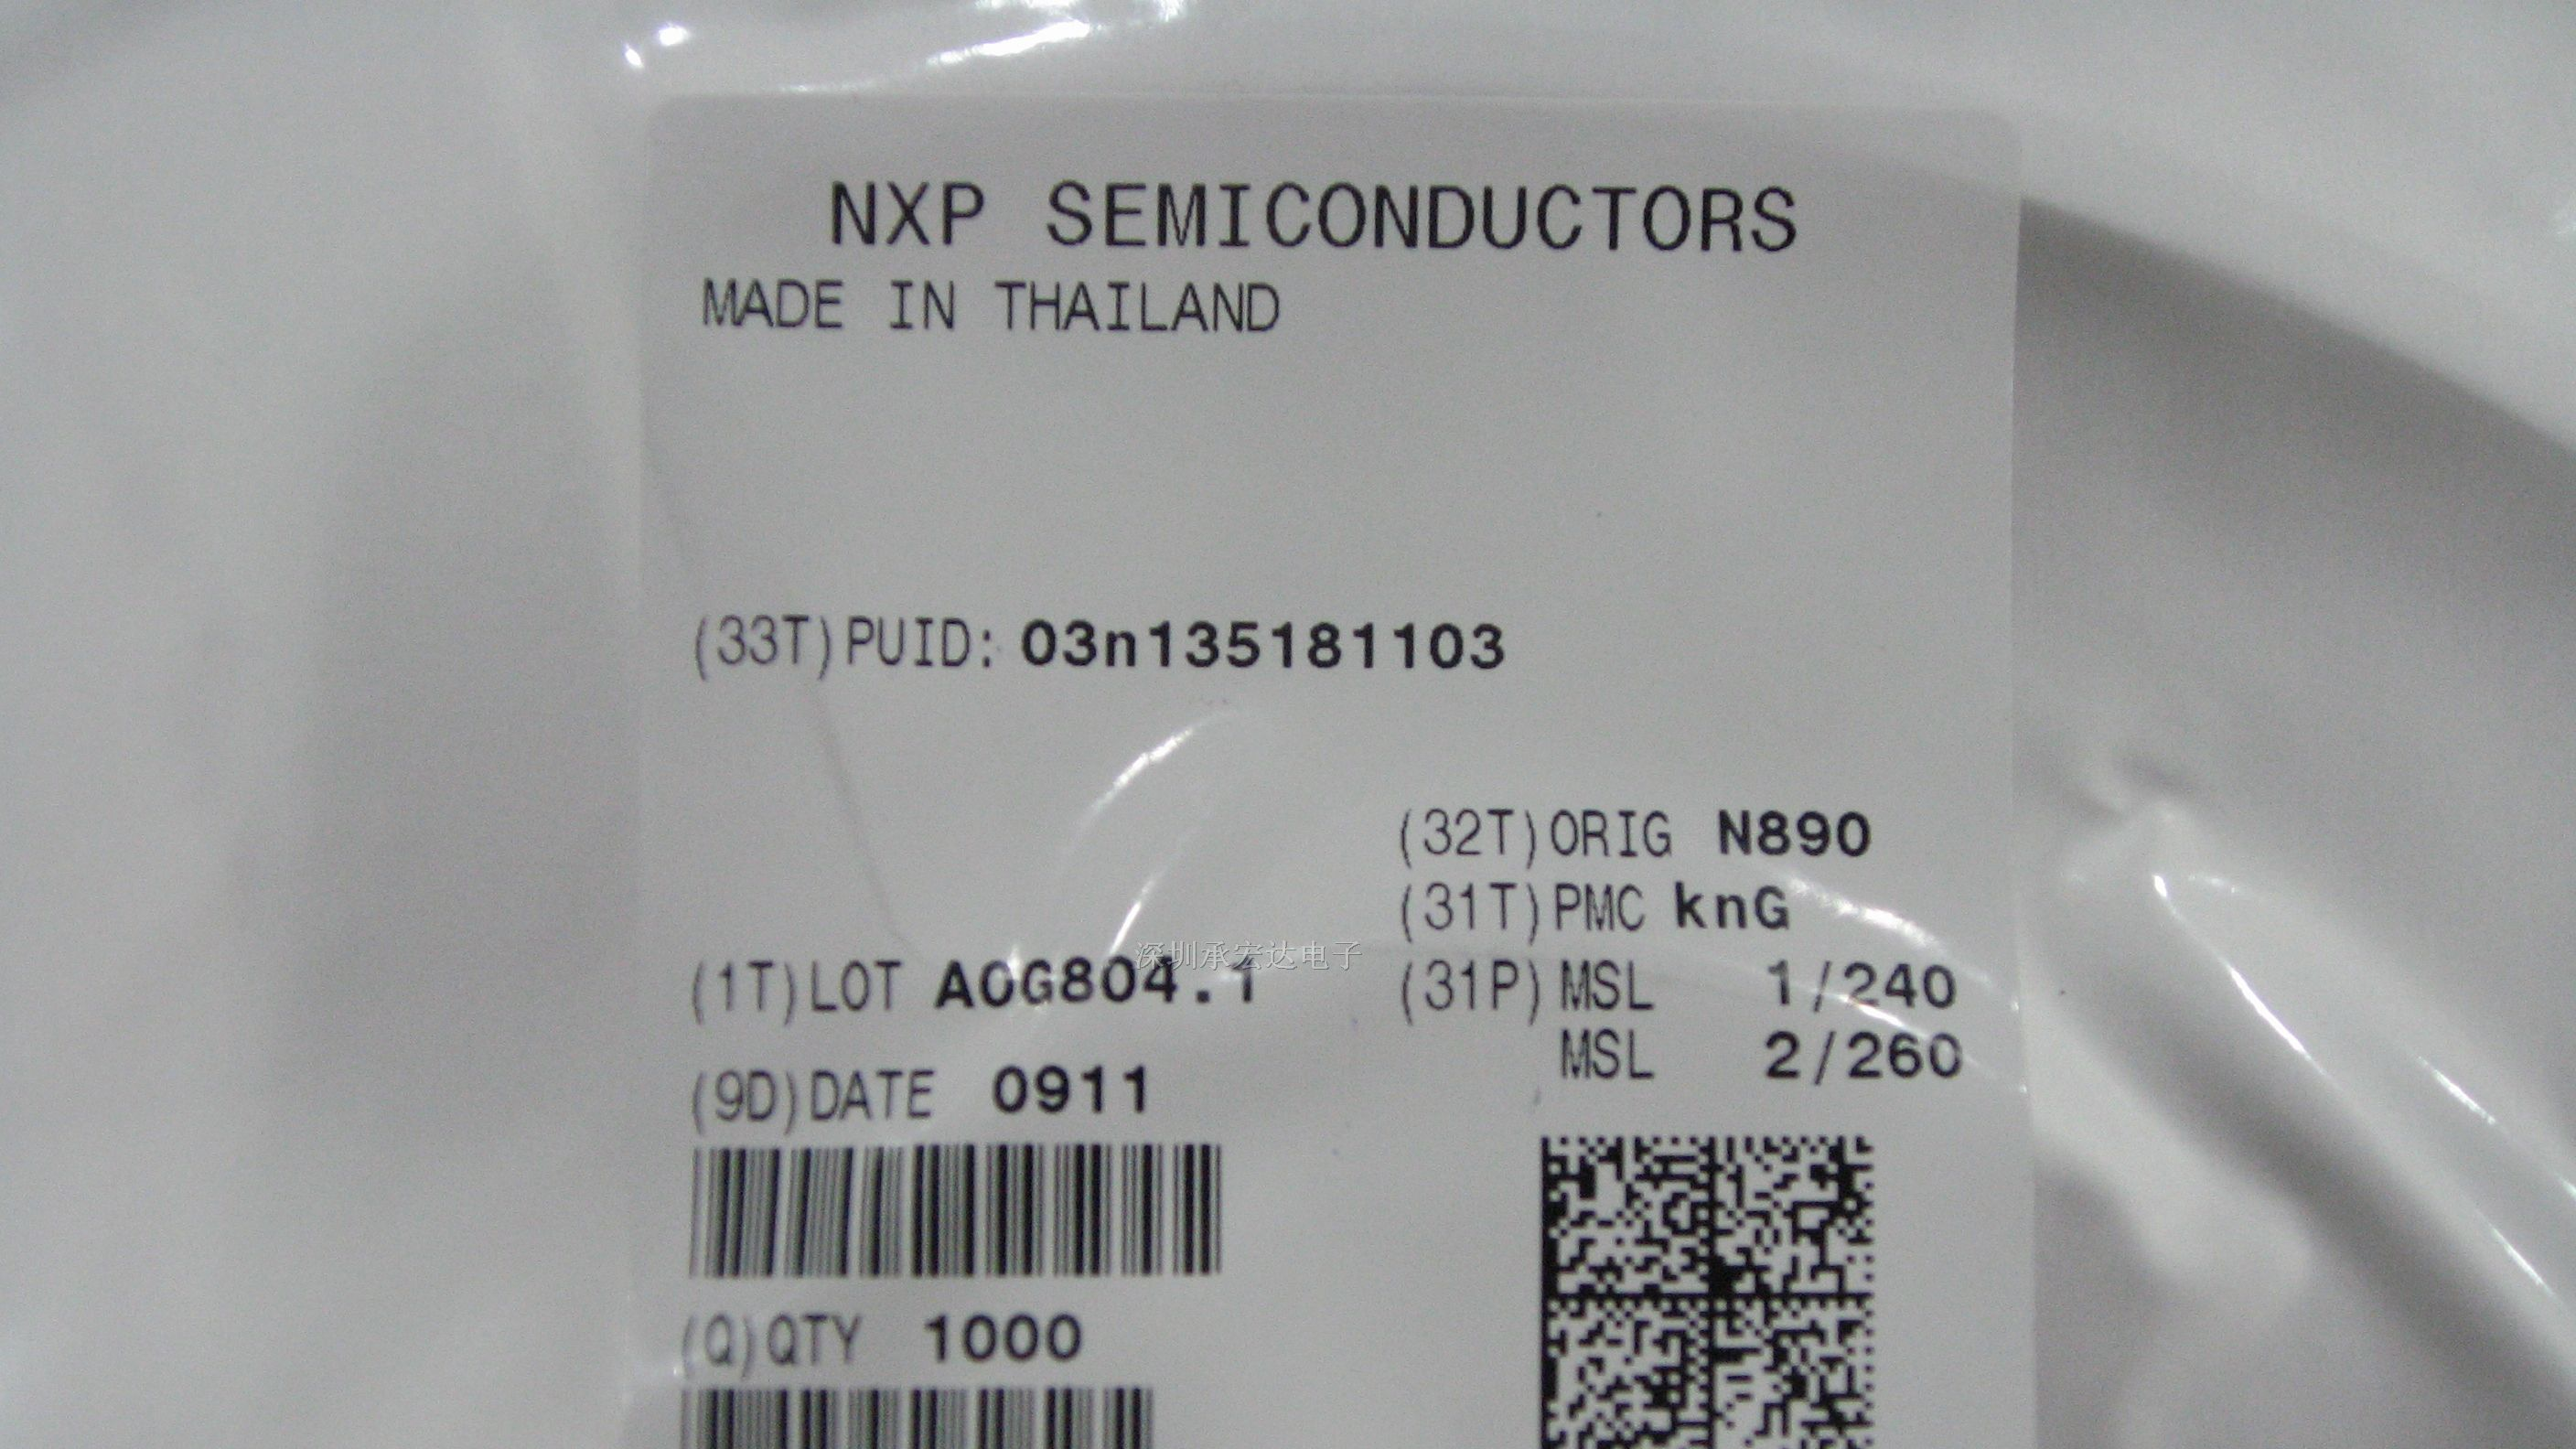 NXP SEMICONDUCTORS
MADE IN THAILAND
(33T)PUID: 03n135181103
(32T)ORIG N890
(31T)PMC knG
深圳承宏达电子
(1T)LOT A0G804.1
(31P)MSL 1/240
MSL 2/260
(9D)DATE 0911
(Q)QTY 1000